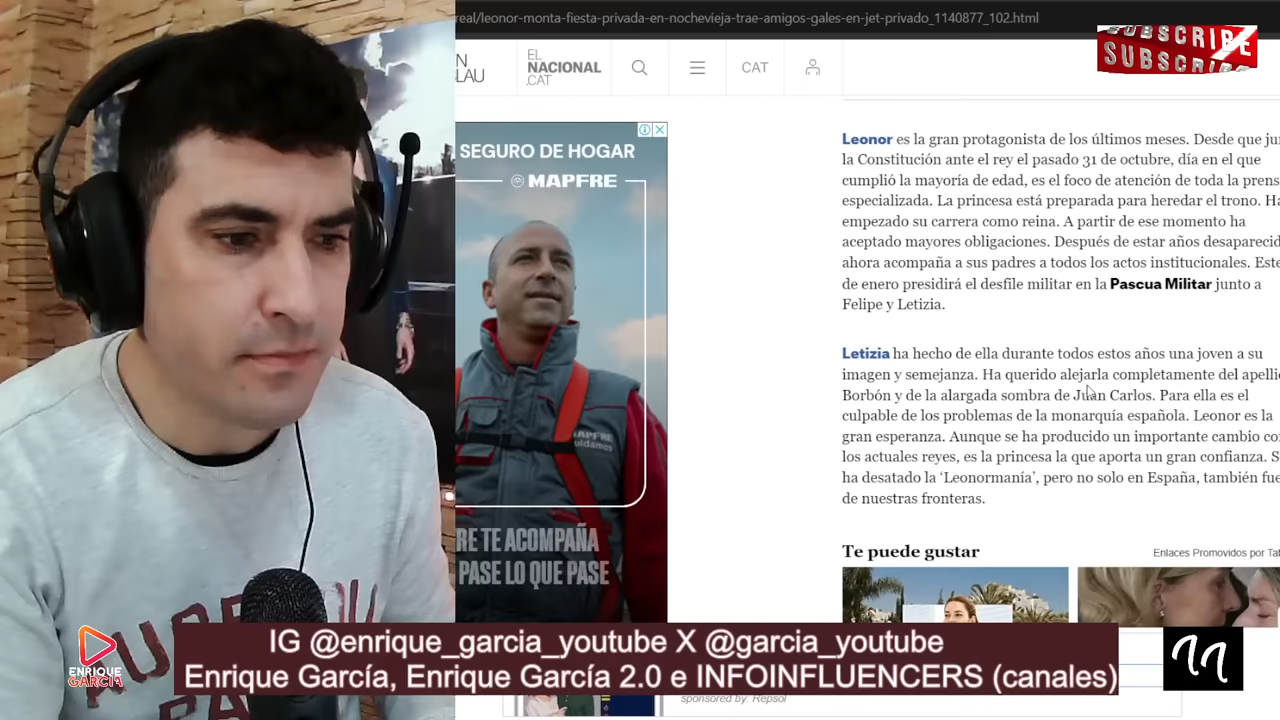 real/leonor-monta-fiesta-privada-en-nochevieja-trae-amigos-gales-en-jet-privado_1140877_102.html
SUBSCRIBE
SUBSCRIBE
EL
NACIONAL
.CAT
CAT
SEGURO DE HOGAR
MAPFRE
MAPFRE
RE TE ACOMPAÑA
PASE LO QUE PASE
Leonor es la gran protagonista de los últimos meses. Desde que
la Constitución ante el rey el pasado 31 de octubre, día en el que
cumplió la mayoría de edad, es el foco de atención de toda la
especializada. La princesa está preparada para heredar el trono.
empezado su carrera como reina. A partir de ese momento ha
aceptado mayores obligaciones. Después de estar años
ahora acompaña a sus padres a todos los actos institucionales.
de enero presidirá el desfile militar en la Pascua Militar junto a
Felipe y Letizia.
Letizia ha hecho de ella durante todos estos años una joven a su
imagen y semejanza. Ha querido alejarla completamente del
Borbón y de la alargada sombra de Juan Carlos. Para ella es el
culpable de los problemas de la monarquía española. Leonor es la
gran esperanza. Aunque se ha producido un importante cambio
los actuales reyes, es la princesa la que aporta un gran confianza.
ha desatado la ‘Leonormanía’, pero no solo en España, también
de nuestras fronteras.
Te puede gustar
Enlaces Promovidos por
IG @enrique_garcia_youtube X @garcia_youtube
Enrique García, Enrique García 2.0 e INFOINFLUENCERS (canales)
ENRIQUE
GARCÍA
sponsored by: Repsol